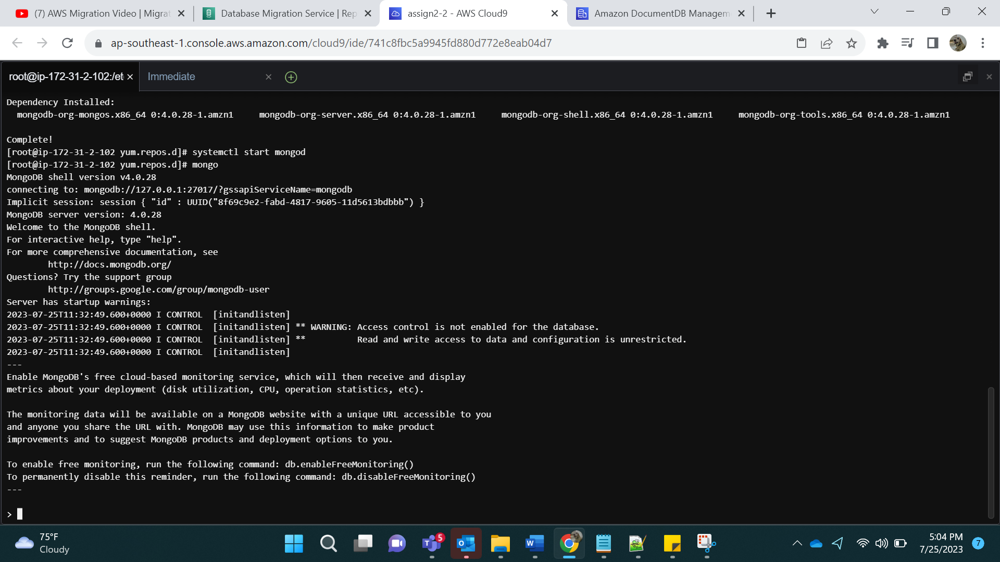 (7) AWS Migration Video | Migrat
Database Migration Service | Rep
assign2-2 - AWS Cloud9
Amazon DocumentDB Managem
ap-southeast-1.console.aws.amazon.com/cloud9/ide/741c8fbc5a9945fd880d772e8eab04d7
root@ip-172-31-2-102:/et
Immediate
Dependency Installed:
mongodb-org-mongos.x86_64 0:4.0.28-1.amzn1 mongodb-org-server.x86_64 0:4.0.28-1.amzn1 mongodb-org-shell.x86_64 0:4.0.28-1.amzn1 mongodb-org-tools.x86_64 0:4.0.28-1.amzn1
Complete!
[root@ip-172-31-2-102 yum.repos.d]# systemctl start mongod
[root@ip-172-31-2-102 yum.repos.d]# mongo
MongoDB shell version v4.0.28
connecting to: mongodb://127.0.0.1:27017/?gssapiServiceName=mongodb
Implicit session: session { "id" : UUID("8f69c9e2-fabd-4817-9605-11d5613bdbbb") }
MongoDB server version: 4.0.28
Welcome to the MongoDB shell.
For interactive help, type "help".
For more comprehensive documentation, see
http://docs.mongodb.org/
Questions? Try the support group
http://groups.google.com/group/mongodb-user
Server has startup warnings:
2023-07-25T11:32:49.600+0000 I CONTROL  [initandlisten]
2023-07-25T11:32:49.600+0000 I CONTROL  [initandlisten] ** WARNING: Access control is not enabled for the database.
2023-07-25T11:32:49.600+0000 I CONTROL  [initandlisten] **          Read and write access to data and configuration is unrestricted.
2023-07-25T11:32:49.600+0000 I CONTROL  [initandlisten]
---
Enable MongoDB's free cloud-based monitoring service, which will then receive and display
metrics about your deployment (disk utilization, CPU, operation statistics, etc).
The monitoring data will be available on a MongoDB website with a unique URL accessible to you
and anyone you share the URL with. MongoDB may use this information to make product
improvements and to suggest MongoDB products and deployment options to you.
To enable free monitoring, run the following command: db.enableFreeMonitoring()
To permanently disable this reminder, run the following command: db.disableFreeMonitoring()
---
>
75°F
Cloudy
5
5:04 PM
7/25/2023
7